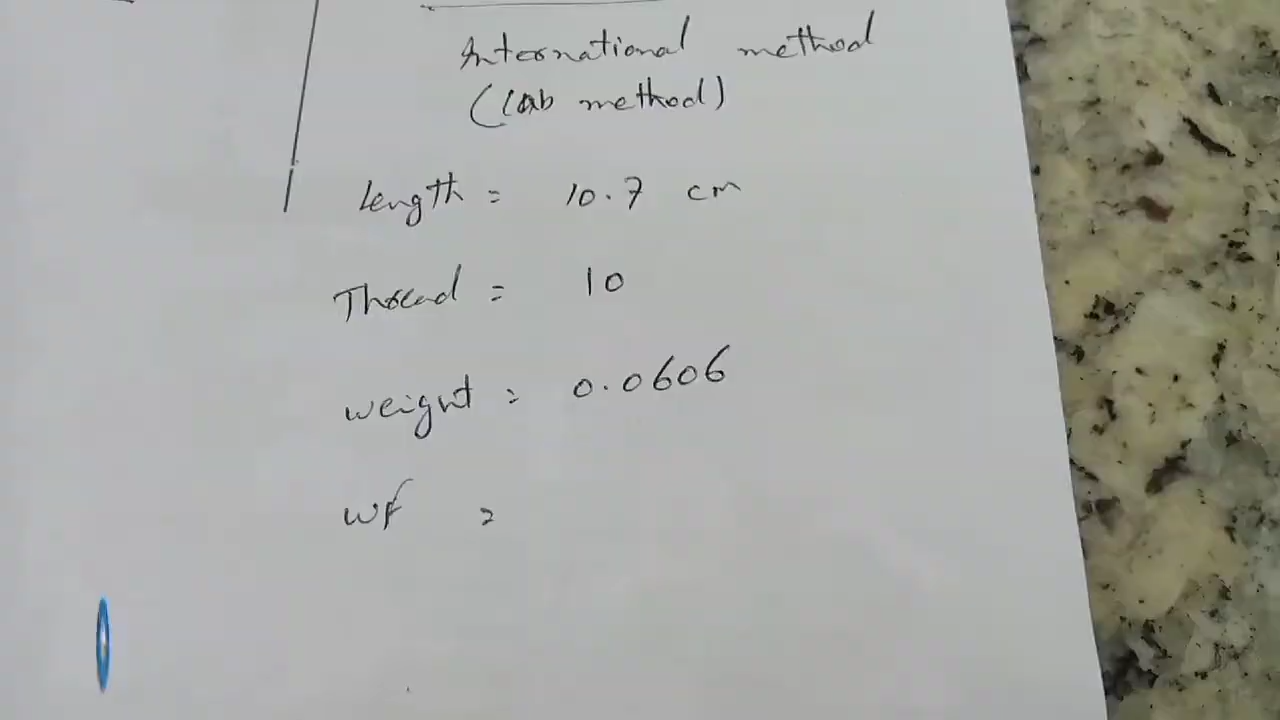 International method
(Lab method)
length = 10.7 cm
Thread = 10
weight = 0.0606
WF =